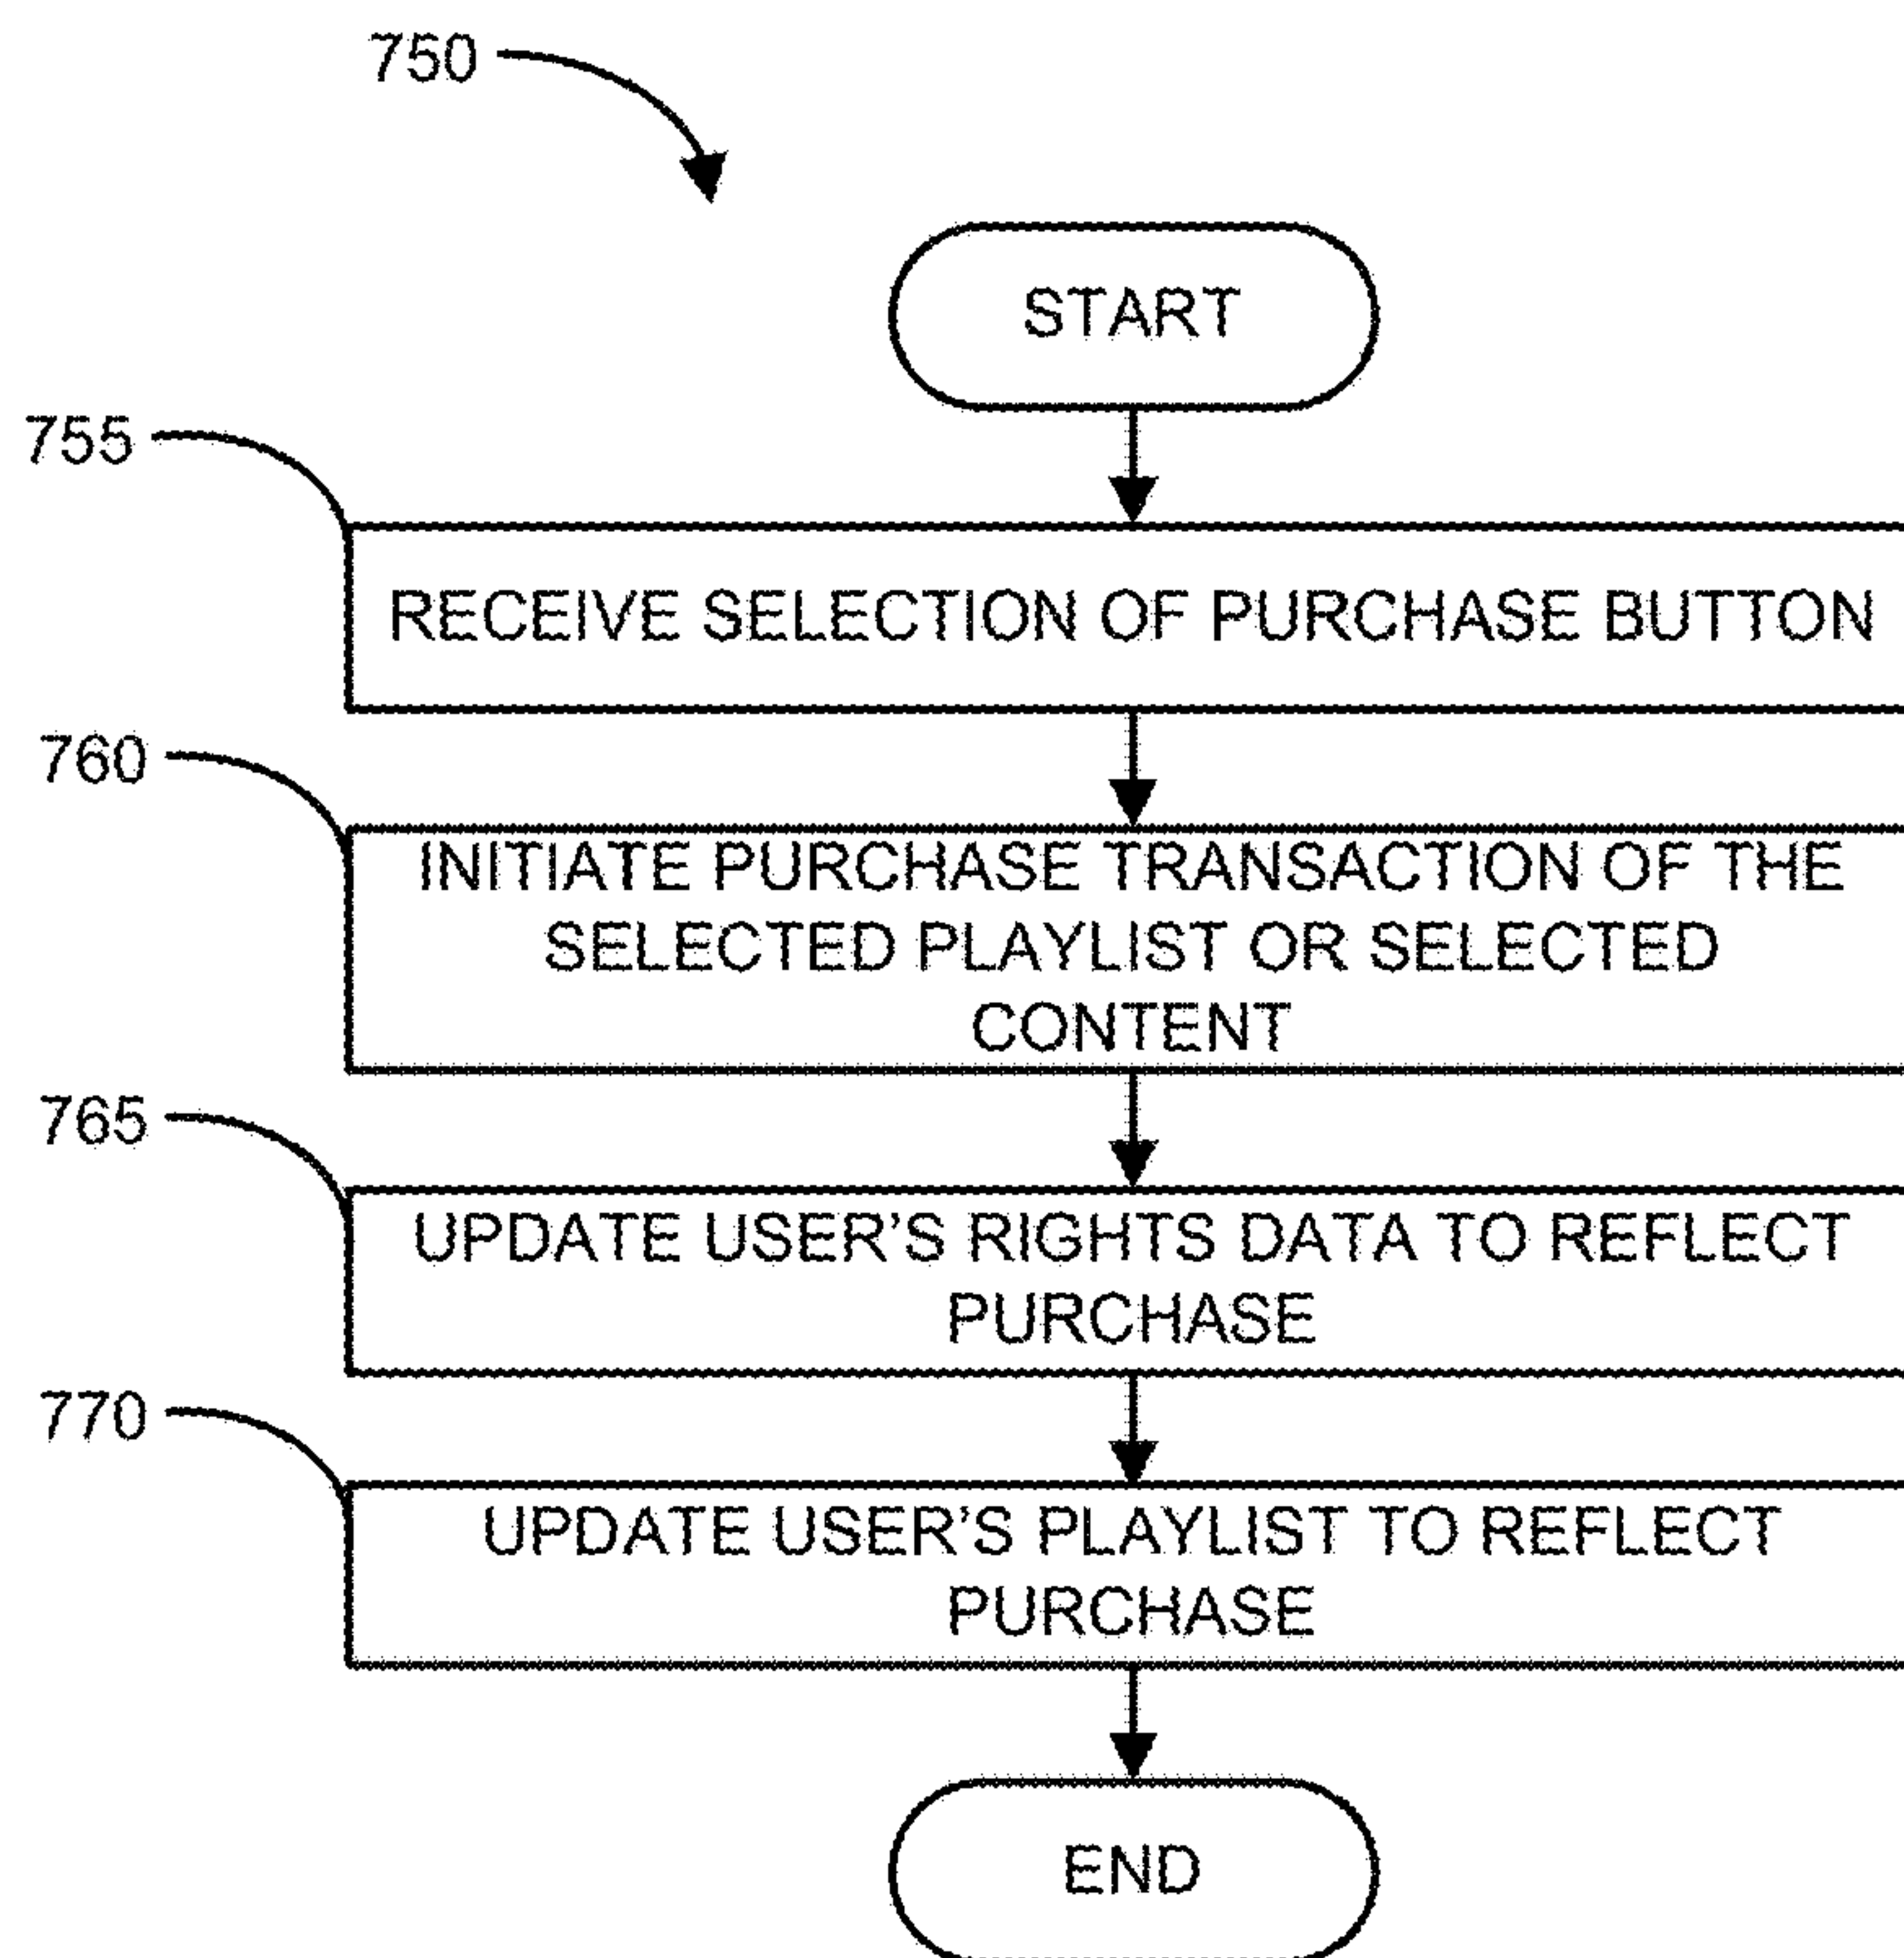 750
START
755
RECEIVE SELECTION OF PURCHASE BUTTON
760
INITIATE PURCHASE TRANSACTION OF THE
SELECTED PLAYLIST OR SELECTED
CONTENT
765
UPDATE USER'S RIGHTS DATA TO REFLECT
PURCHASE
770
UPDATE USER'S PLAYLIST TO REFLECT
PURCHASE
END